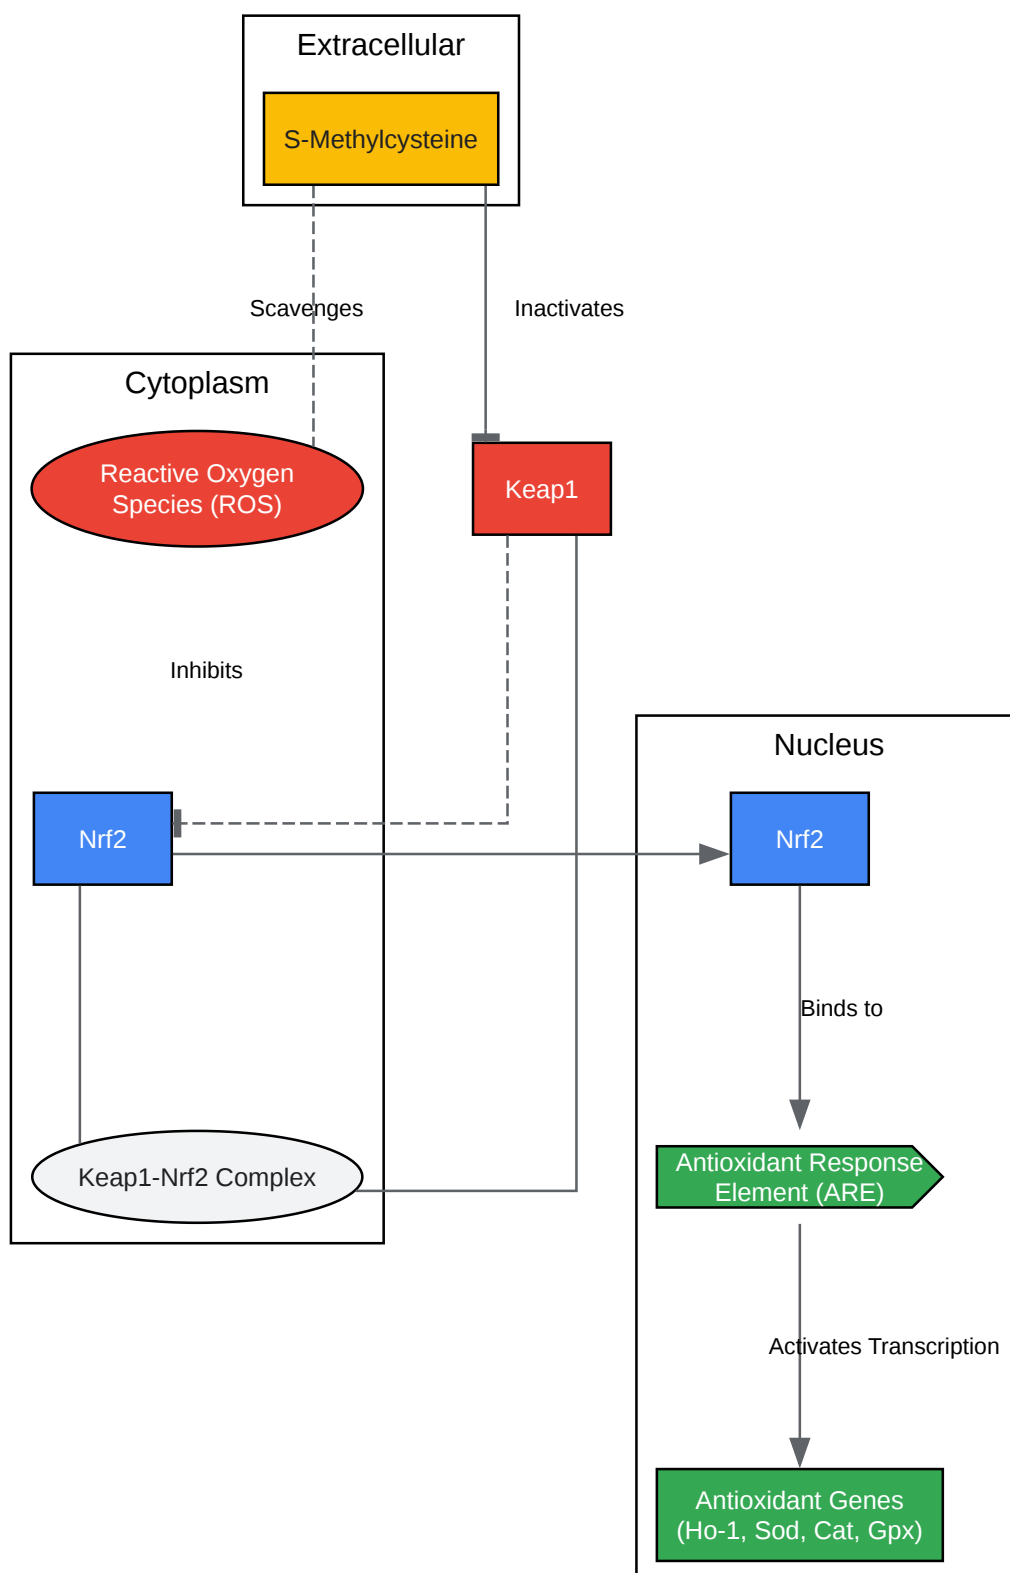 Extracellular
S-Methylcysteine
Scavenges
Inactivates
Cytoplasm
Reactive Oxygen
Species (ROS)
Keap1
Inhibits
Nucleus
Nrf2
Nrf2
Binds to
Keap1-Nrf2 Complex
Antioxidant Response
Element (ARE)
Activates Transcription
Antioxidant Genes
(Ho-1, Sod, Cat, Gpx)